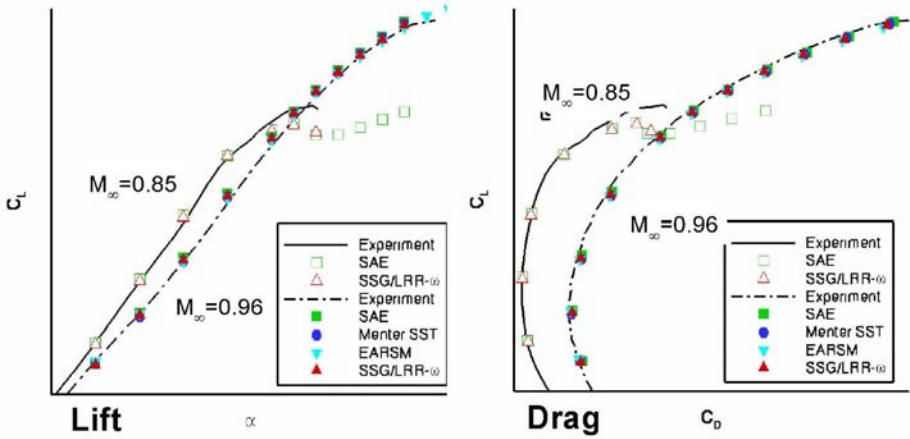 M∞=0.85
C_L
M∞=0.96
Experiment
SAE
SSG/LRR-ω
Experiment
SAE
Menter SST
EARSM
SSG/LRR-ω
Lift
α
M∞=0.85
C_L
M∞=0.96
Experiment
SAE
SSG/LRR-ω
Experiment
SAE
Menter SST
EARSM
SSG/LRR-ω
Drag
C_D